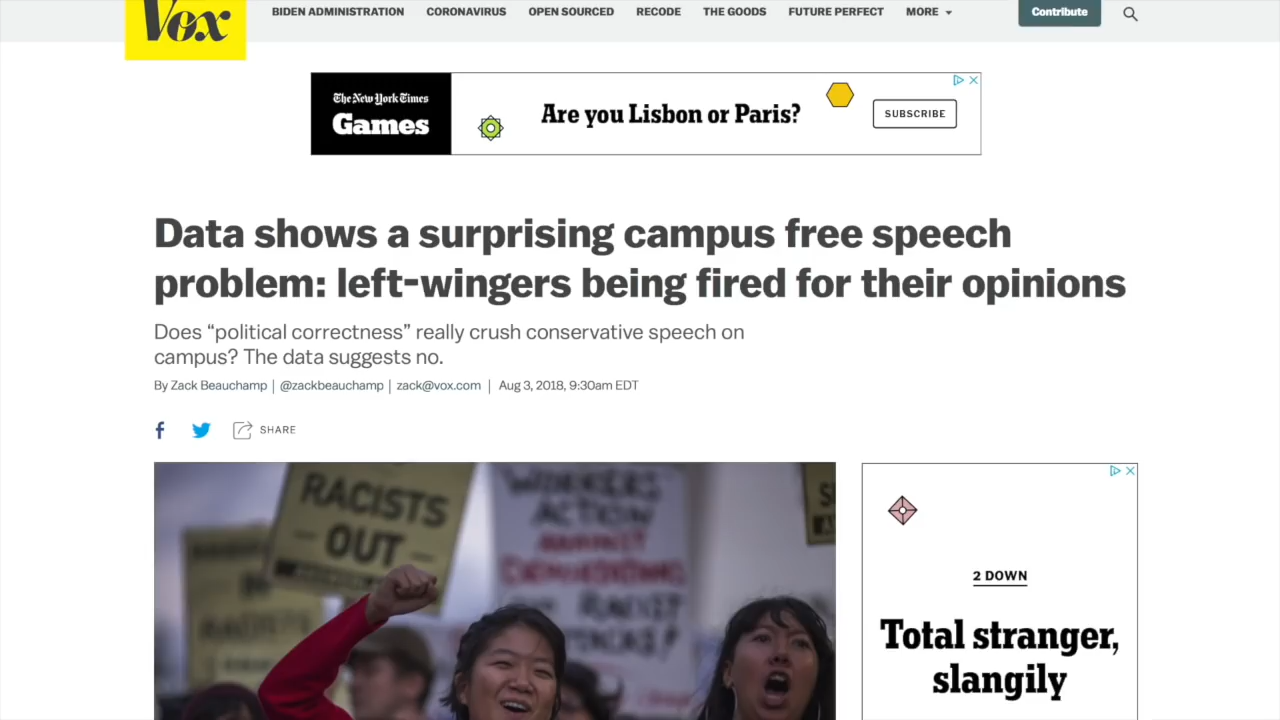 Vox
BIDEN ADMINISTRATION CORONAVIRUS OPEN SOURCED RECODE THE GOODS FUTURE PERFECT MORE
Contribute
The New York Times
Games
Are you Lisbon or Paris?
SUBSCRIBE
Data shows a surprising campus free speech
problem: left-wingers being fired for their opinions
Does “political correctness” really crush conservative speech on
campus? The data suggests no.
By Zack Beauchamp | @zackbeauchamp | zack@vox.com | Aug 3, 2018, 9:30am EDT
SHARE
RACISTS
– OUT –
WORKERS
ACTION
AGAINST
RACIST
ATTACKS!
2 DOWN
Total stranger,
slangily